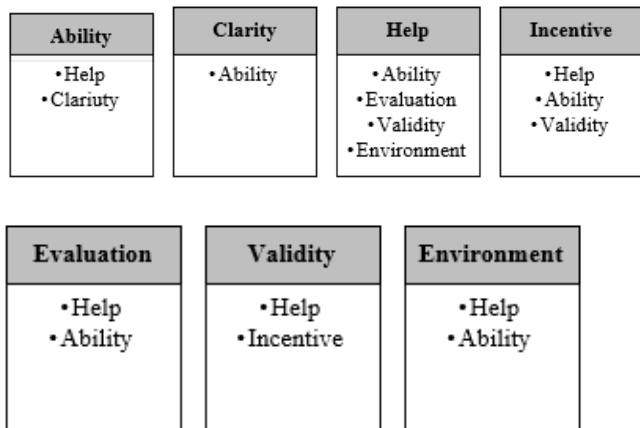 Ability
•Help
•Clariuty
Clarity
•Ability
Help
•Ability
•Evaluation
•Validity
•Environment
Incentive
•Help
•Ability
•Validity
Evaluation
•Help
•Ability
Validity
•Help
•Incentive
Environment
•Help
•Ability